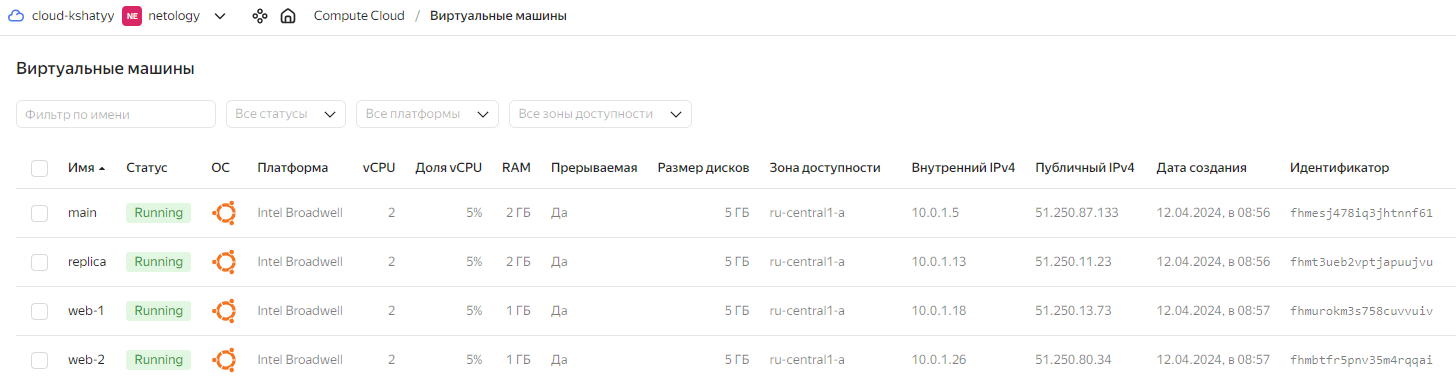 cloud-kshatyy NE netology Compute Cloud / Виртуальные машины
Виртуальные машины
Фильтр по имени Все статусы Все платформы Все зоны доступности
Имя Статус ОС Платформа vCPU Доля vCPU RAM Прерываемая Размер дисков Зона доступности Внутренний IPv4 Публичный IPv4 Дата создания Идентификатор
main Running Intel Broadwell 2 5% 2 ГБ Да 5 ГБ ru-central1-a 10.0.1.5 51.250.87.133 12.04.2024, в 08:56 fhmesj478iq3jhtnnf61
replica Running Intel Broadwell 2 5% 2 ГБ Да 5 ГБ ru-central1-a 10.0.1.13 51.250.11.23 12.04.2024, в 08:56 fhmt3ueb2vptjapuujvu
web-1 Running Intel Broadwell 2 5% 1 ГБ Да 5 ГБ ru-central1-a 10.0.1.18 51.250.13.73 12.04.2024, в 08:57 fhmurokm3s758cuvvuiv
web-2 Running Intel Broadwell 2 5% 1 ГБ Да 5 ГБ ru-central1-a 10.0.1.26 51.250.80.34 12.04.2024, в 08:57 fhmbtfr5pnv35m4rqqai